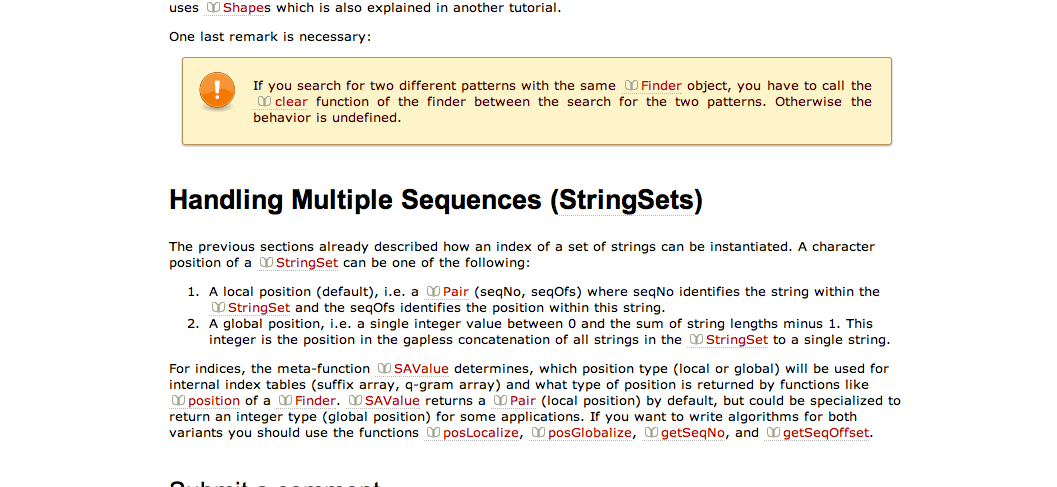 uses Shapes which is also explained in another tutorial.
One last remark is necessary:
If you search for two different patterns with the same Finder object, you have to call the
clear function of the finder between the search for the two patterns. Otherwise the
behavior is undefined.
Handling Multiple Sequences (StringSets)
The previous sections already described how an index of a set of strings can be instantiated. A character
position of a StringSet can be one of the following:
1. A local position (default), i.e. a Pair (seqNo, seqOfs) where seqNo identifies the string within the
StringSet and the seqOfs identifies the position within this string.
2. A global position, i.e. a single integer value between 0 and the sum of string lengths minus 1. This
integer is the position in the gapless concatenation of all strings in the StringSet to a single string.
For indices, the meta-function SAValue determines, which position type (local or global) will be used for
internal index tables (suffix array, q-gram array) and what type of position is returned by functions like
position of a Finder. SAValue returns a Pair (local position) by default, but could be specialized to
return an integer type (global position) for some applications. If you want to write algorithms for both
variants you should use the functions posLocalize, posGlobalize, getSeqNo, and getSeqOffset.
Submit a comment